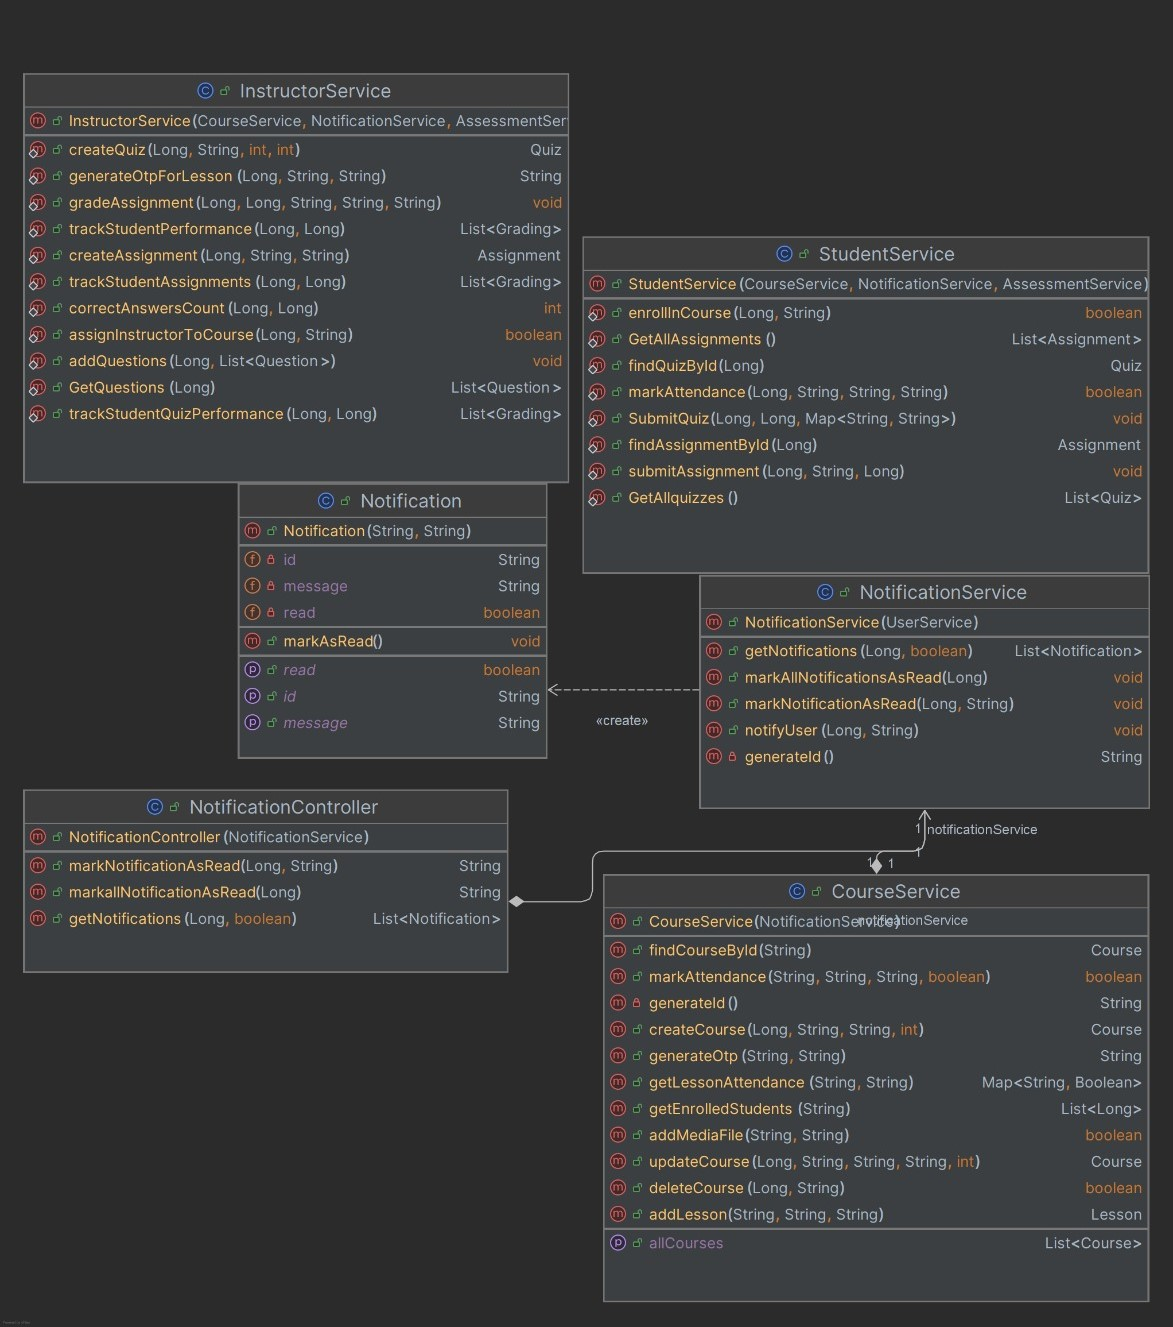 InstructorService
InstructorService(CourseService, NotificationService, AssessmentSer
createQuiz(Long, String, int, int) Quiz
generateOtpForLesson (Long, String, String) String
gradeAssignment(Long, Long, String, String, String) void
trackStudentPerformance(Long, Long) List<Grading>
createAssignment(Long, String, String) Assignment
trackStudentAssignments (Long, Long) List<Grading>
correctAnswersCount (Long, Long) int
assignInstructorToCourse(Long, String) boolean
addQuestions(Long, List<Question>) void
GetQuestions (Long) List<Question>
trackStudentQuizPerformance (Long, Long) List<Grading>
StudentService
StudentService (CourseService, NotificationService, AssessmentService)
enrollInCourse(Long, String) boolean
GetAllAssignments () List<Assignment>
findQuizById(Long) Quiz
markAttendance(Long, String, String, String) boolean
SubmitQuiz(Long, Long, Map<String, String>) void
findAssignmentById(Long) Assignment
submitAssignment (Long, String, Long) void
GetAllquizzes () List<Quiz>
Notification
Notification(String, String)
id String
message String
read boolean
markAsRead() void
read boolean
id String
message String
«create»
NotificationService
NotificationService(UserService)
getNotifications (Long, boolean) List<Notification>
markAllNotificationsAsRead(Long) void
markNotificationAsRead(Long, String) void
notifyUser (Long, String) void
generateId () String
NotificationController
NotificationController (NotificationService)
markNotificationAsRead(Long, String) String
markallNotificationAsRead(Long) String
getNotifications (Long, boolean) List<Notification>
1 notificationService
1
1 1
CourseService
CourseService(NotificationService)
notificationService
findCourseById(String) Course
markAttendance(String, String, String, boolean) boolean
generateId () String
createCourse(Long, String, String, int) Course
generateOtp (String, String) String
getLessonAttendance (String, String) Map<String, Boolean>
getEnrolledStudents (String) List<Long>
addMediaFile(String, String) boolean
updateCourse(Long, String, String, String, int) Course
deleteCourse (Long, String) boolean
addLesson(String, String, String) Lesson
allCourses List<Course>